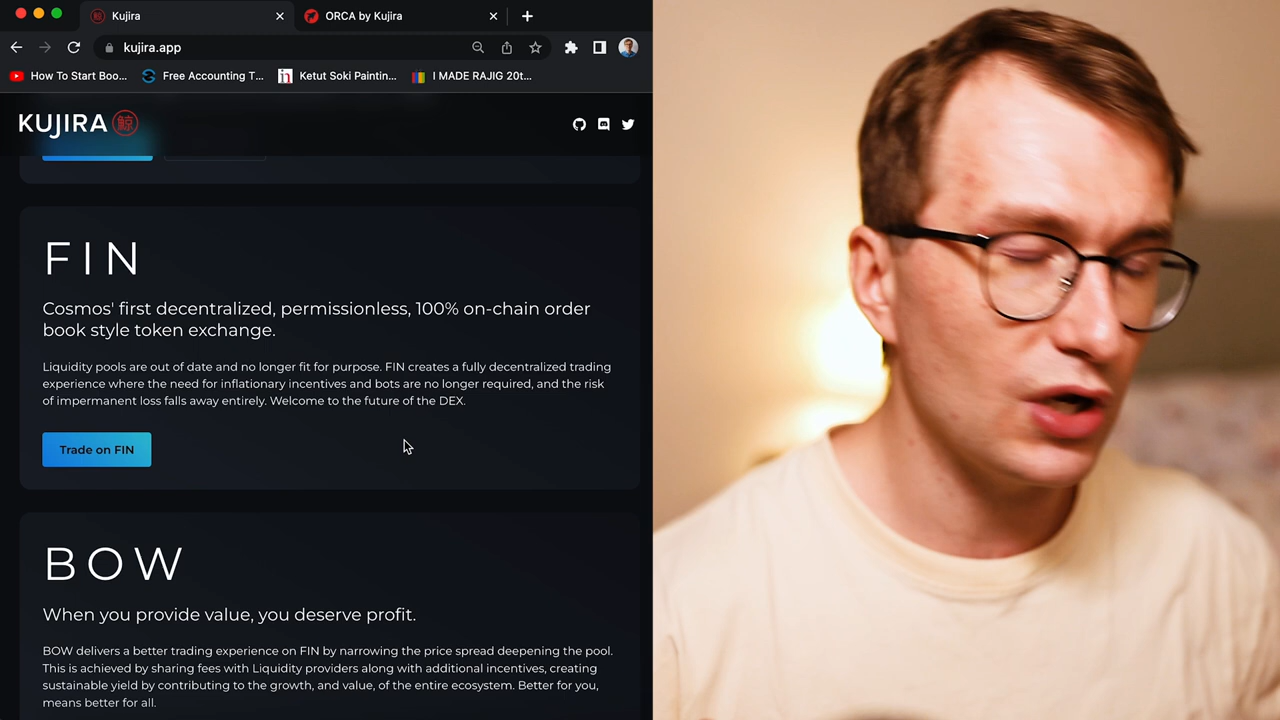 Kujira
ORCA by Kujira
kujira.app
How To Start Boo...
Free Accounting T...
Ketut Soki Paintin...
I MADE RAJIG 20t...
KUJIRA 鯨
FIN
Cosmos' first decentralized, permissionless, 100% on-chain order
book style token exchange.
Liquidity pools are out of date and no longer fit for purpose. FIN creates a fully decentralized trading
experience where the need for inflationary incentives and bots are no longer required, and the risk
of impermanent loss falls away entirely. Welcome to the future of the DEX.
Trade on FIN
BOW
When you provide value, you deserve profit.
BOW delivers a better trading experience on FIN by narrowing the price spread deepening the pool.
This is achieved by sharing fees with Liquidity providers along with additional incentives, creating
sustainable yield by contributing to the growth, and value, of the entire ecosystem. Better for you,
means better for all.